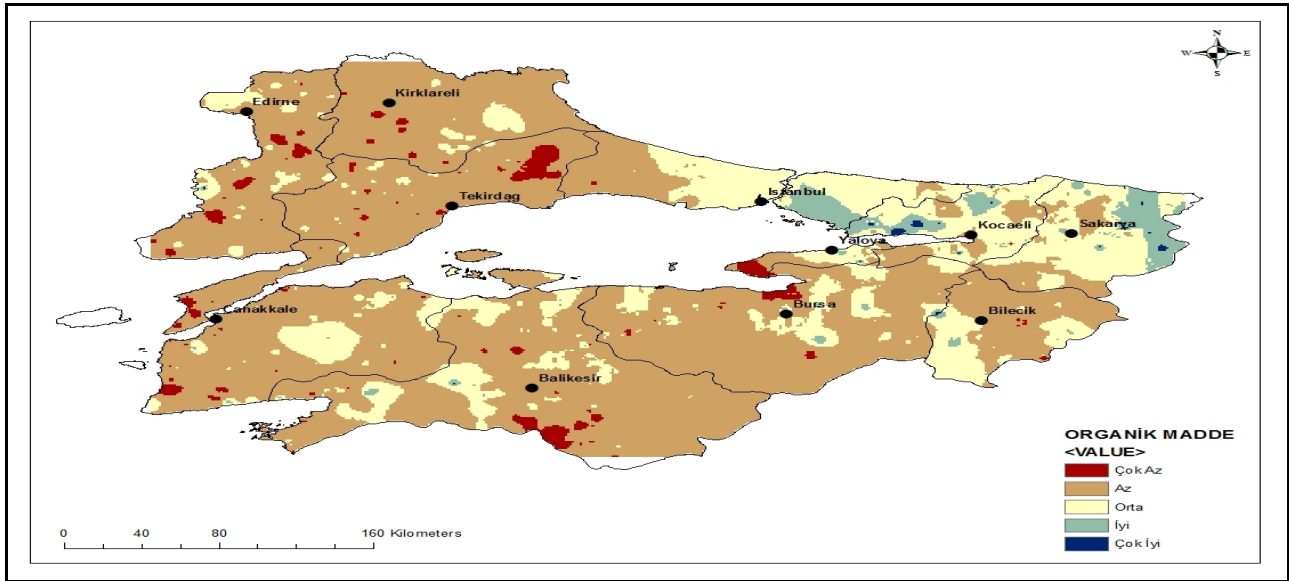 N
W E
S
Kirklareli
Edirne
Istanbul
Tekirdag
Kocaeli
Sakarya
Yalova
Çanakkale
Bursa
Bilecik
Balikesir
ORGANİK MADDE
<VALUE>
Çok Az
Az
Orta
İyi
Çok İyi
0 40 80 160 Kilometers